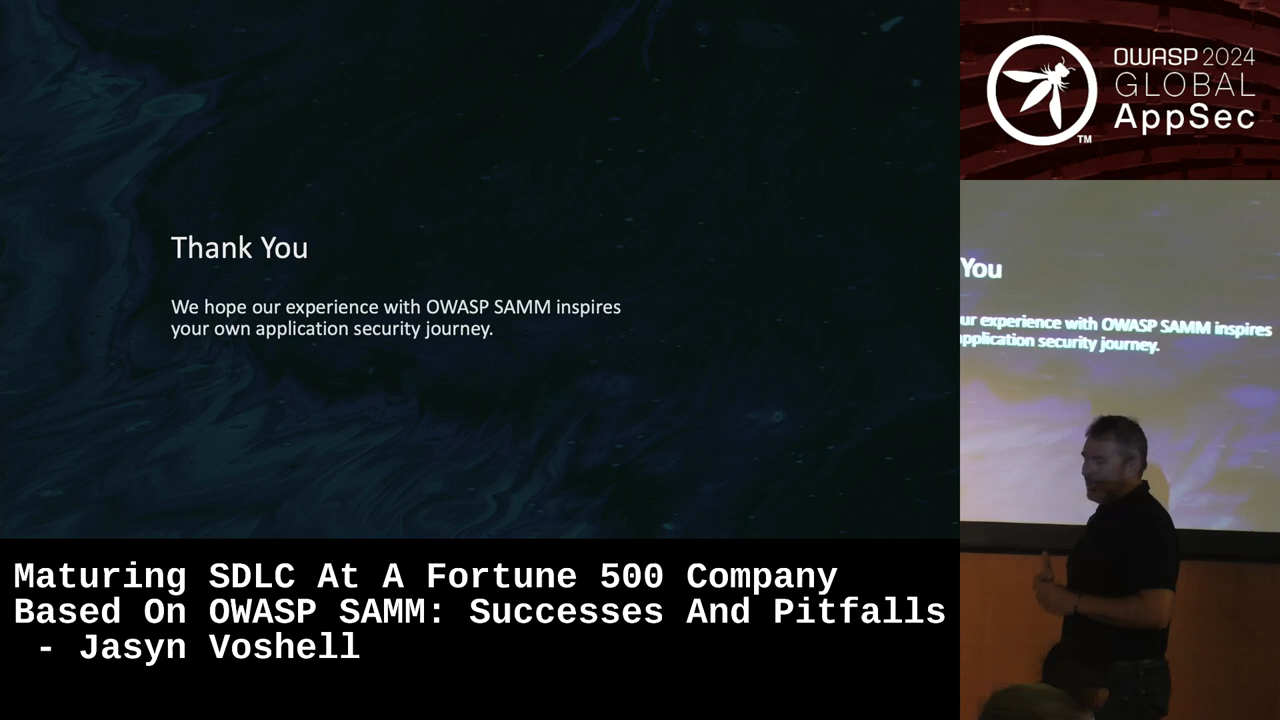 Thank You
We hope our experience with OWASP SAMM inspires
your own application security journey.
OWASP 2024
GLOBAL
AppSec
TM
You
ur experience with OWASP SAMM inspires
application security journey.
Maturing SDLC At A Fortune 500 Company
Based On OWASP SAMM: Successes And Pitfalls
- Jasyn Voshell